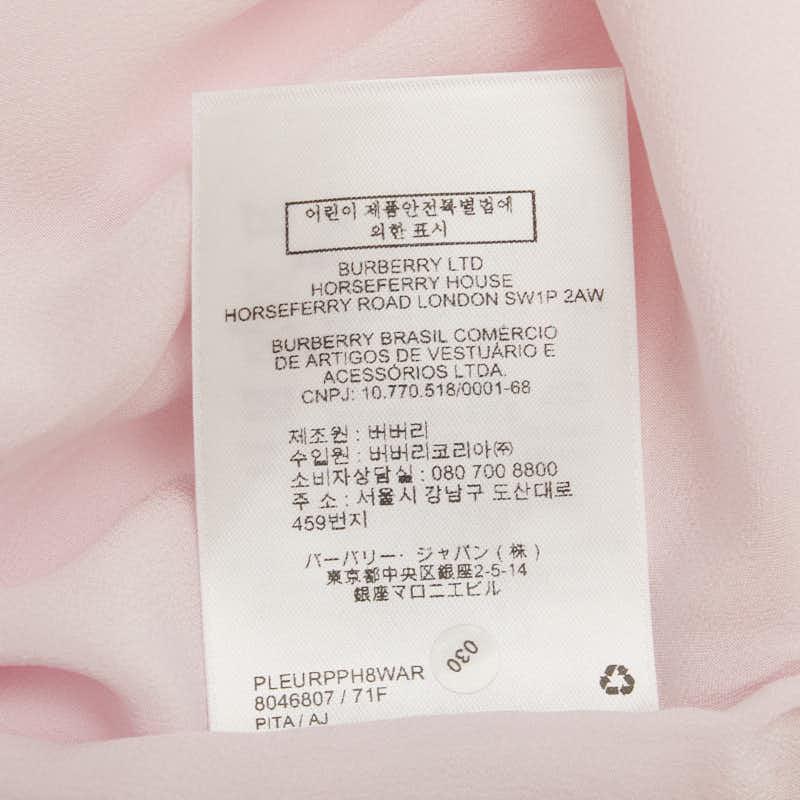 어린이 제품안전특별법에
의한 표시
BURBERRY LTD
HORSEFERRY HOUSE
HORSEFERRY ROAD LONDON SW1P 2AW
BURBERRY BRASIL COMÉRCIO
DE ARTIGOS DE VESTUÁRIO E
ACESSÓRIOS LTDA.
CNPJ: 10.770.518/0001-68
제조원 : 버버리
수입원 : 버버리코리아㈜
소비자상담실 : 080 700 8800
주 소 : 서울시 강남구 도산대로
459번지
バーバリー・ジャパン(株)
東京都中央区銀座2-5-14
銀座マロニエビル
030
PLEURPPH8WAR
8046807 / 71F
PITA / AJ